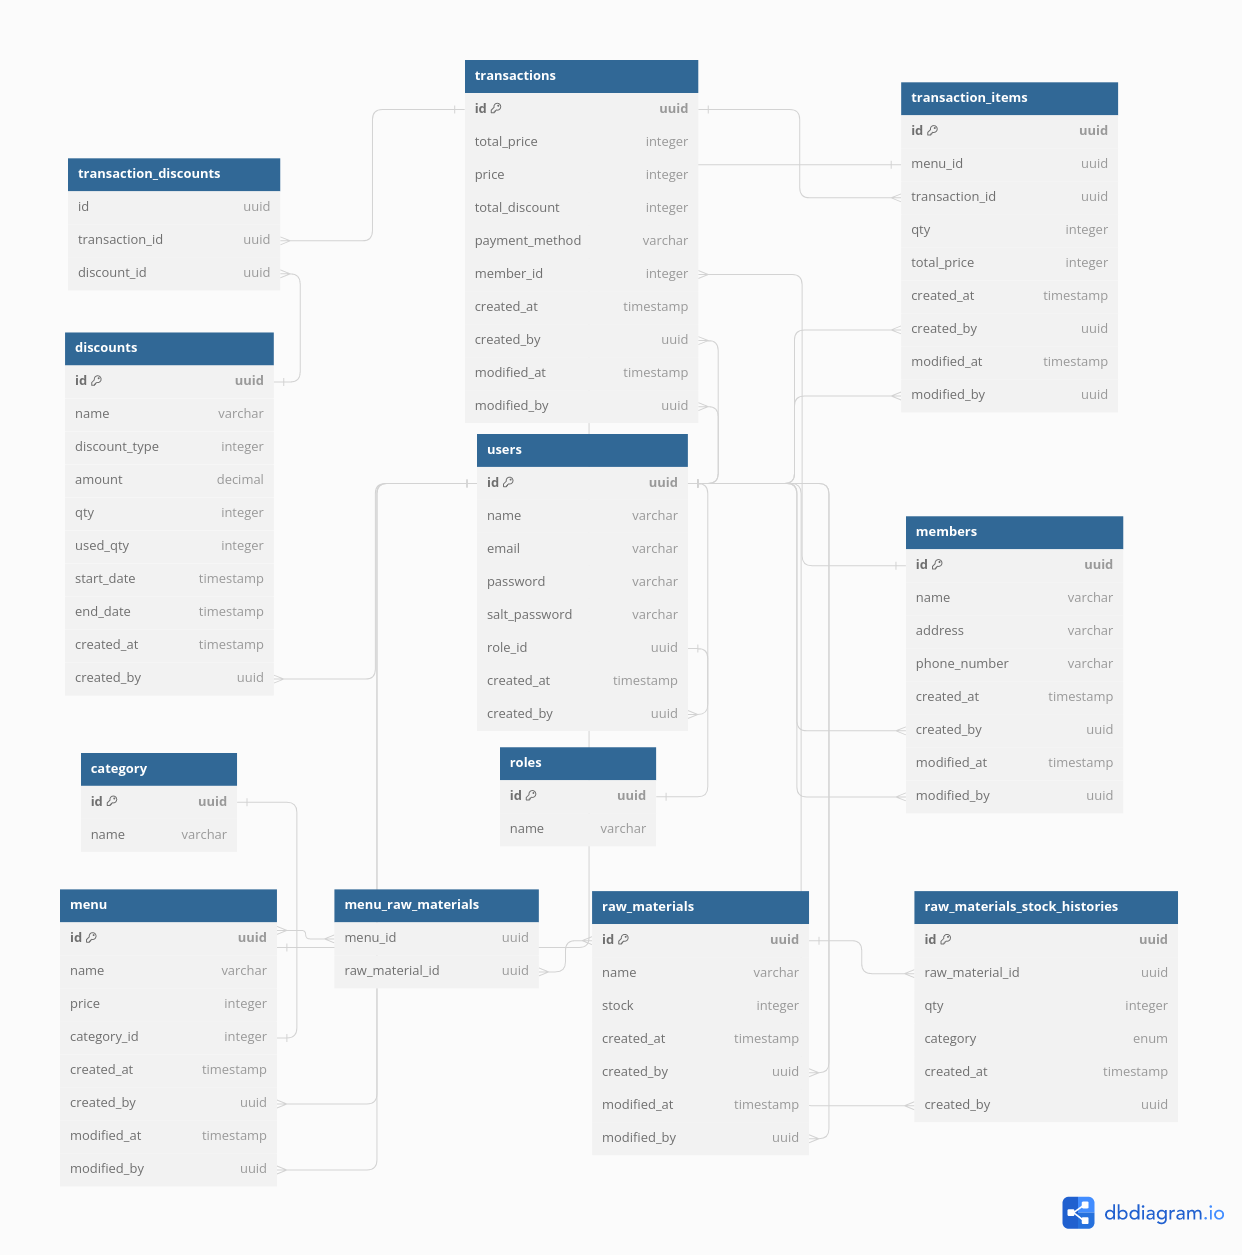 transactions
id uuid
total_price integer
price integer
total_discount integer
payment_method varchar
member_id integer
created_at timestamp
created_by uuid
modified_at timestamp
modified_by uuid
transaction_items
id uuid
menu_id uuid
transaction_id uuid
qty integer
total_price integer
created_at timestamp
created_by uuid
modified_at timestamp
modified_by uuid
transaction_discounts
id uuid
transaction_id uuid
discount_id uuid
discounts
id uuid
name varchar
discount_type integer
amount decimal
qty integer
used_qty integer
start_date timestamp
end_date timestamp
created_at timestamp
created_by uuid
users
id uuid
name varchar
email varchar
password varchar
salt_password varchar
role_id uuid
created_at timestamp
created_by uuid
members
id uuid
name varchar
address varchar
phone_number varchar
created_at timestamp
created_by uuid
modified_at timestamp
modified_by uuid
category
id uuid
name varchar
roles
id uuid
name varchar
menu
id uuid
name varchar
price integer
category_id integer
created_at timestamp
created_by uuid
modified_at timestamp
modified_by uuid
menu_raw_materials
menu_id uuid
raw_material_id uuid
raw_materials
id uuid
name varchar
stock integer
created_at timestamp
created_by uuid
modified_at timestamp
modified_by uuid
raw_materials_stock_histories
id uuid
raw_material_id uuid
qty integer
category enum
created_at timestamp
created_by uuid
dbdiagram.io